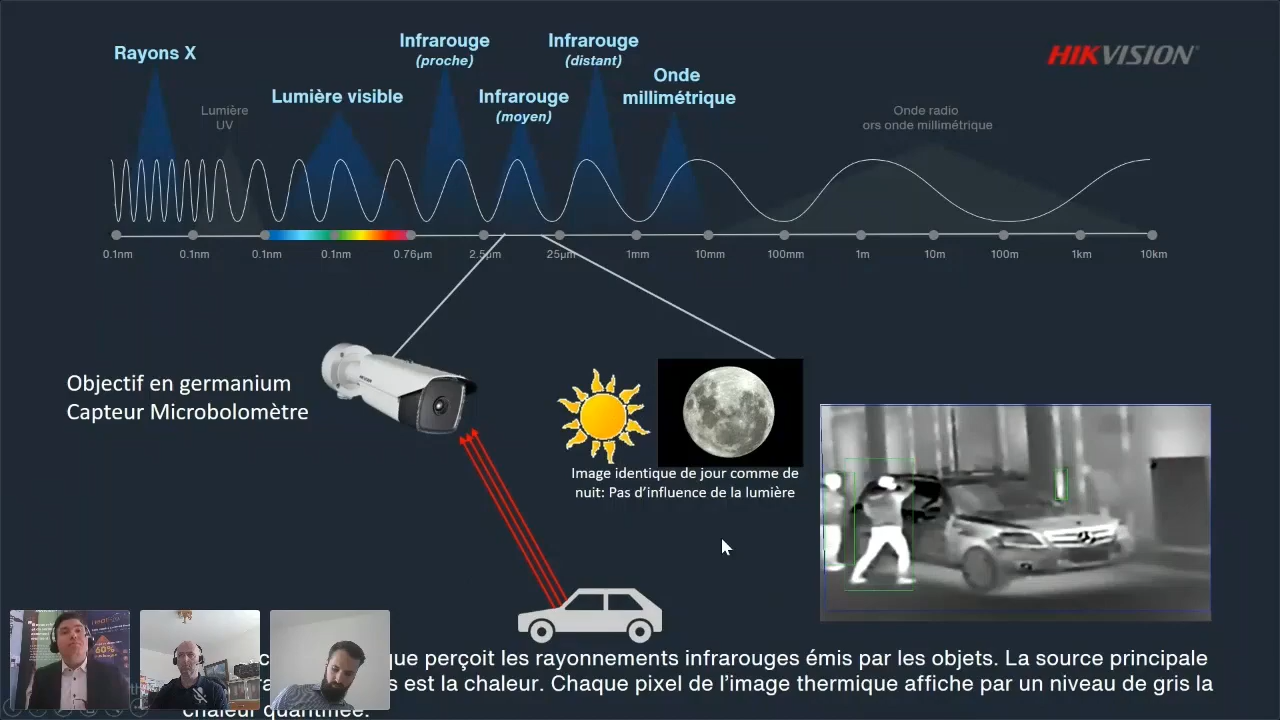 Rayons X
Lumière
UV
Lumière visible
Infrarouge
(proche)
Infrarouge
(moyen)
Infrarouge
(distant)
Onde
millimétrique
Onde radio
ors onde millimétrique
HIKVISION
0.1nm 0.1nm 0.1nm 0.1nm 0.76µm 2.5µm 25µm 1mm 10mm 100mm 1m 10m 100m 1km 10km
Objectif en germanium
Capteur Microbolomètre
Image identique de jour comme de
nuit: Pas d'influence de la lumière
60%
que perçoit les rayonnements infrarouges émis par les objets. La source principale
s est la chaleur. Chaque pixel de l'image thermique affiche par un niveau de gris la
chaleur quantifiée.